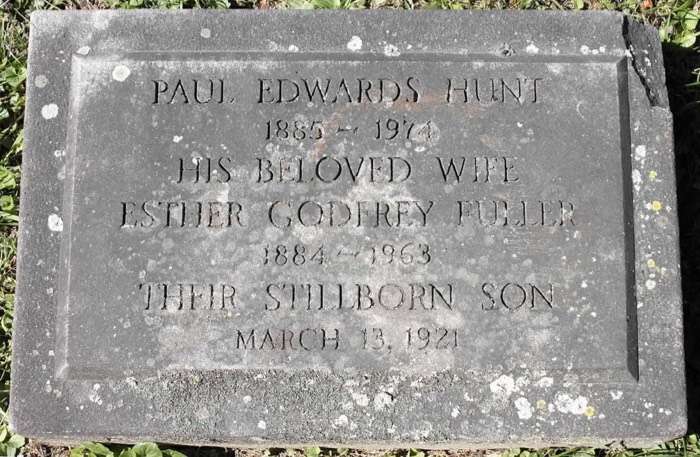 PAUL EDWARDS HUNT
1885 ~ 1974
HIS BELOVED WIFE
ESTHER GODFREY FULLER
1884 ~ 1963
THEIR STILLBORN SON
MARCH 13, 1921